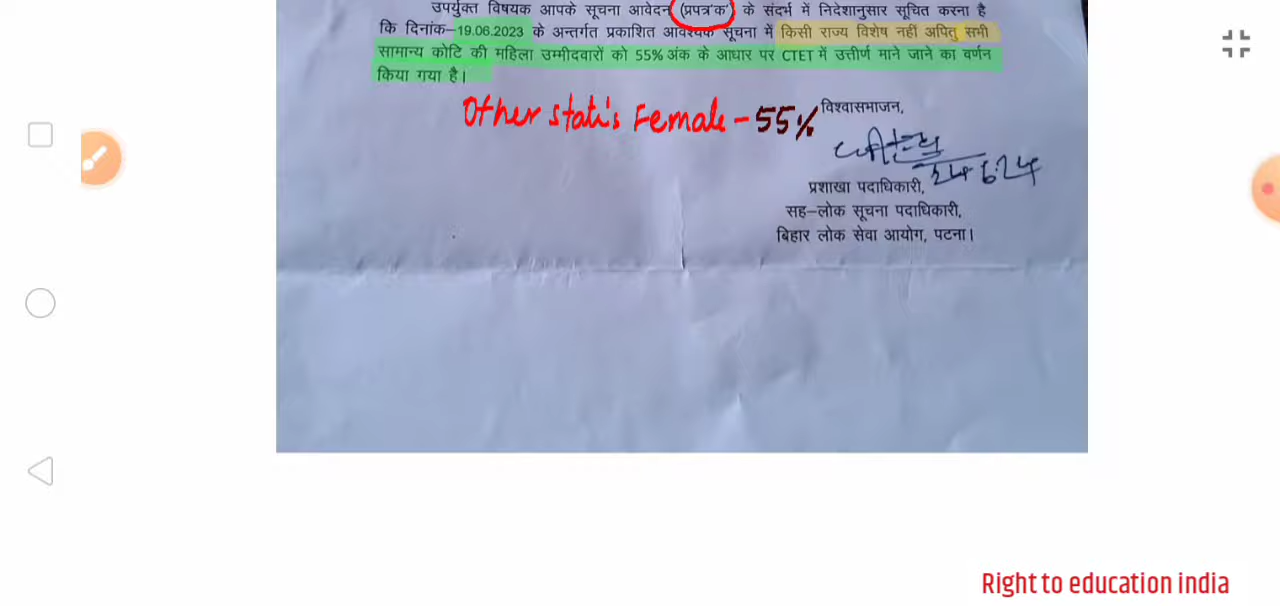 उपर्युक्त विषयक आपके सूचना आवेदन (प्रपत्र'क') के संदर्भ में निदेशानुसार सूचित करना है
कि दिनांक–19.06.2023 के अन्तर्गत प्रकाशित आवश्यक सूचना में किसी राज्य विशेष नहीं अपितु सभी
सामान्य कोटि की महिला उम्मीदवारों को 55% अंक के आधार पर CTET में उत्तीर्ण माने जाने का वर्णन
किया गया है।
Other state's Female - 55%
विश्वासभाजन,
प्रशाखा पदाधिकारी,
सह–लोक सूचना पदाधिकारी,
बिहार लोक सेवा आयोग, पटना।
Right to education india